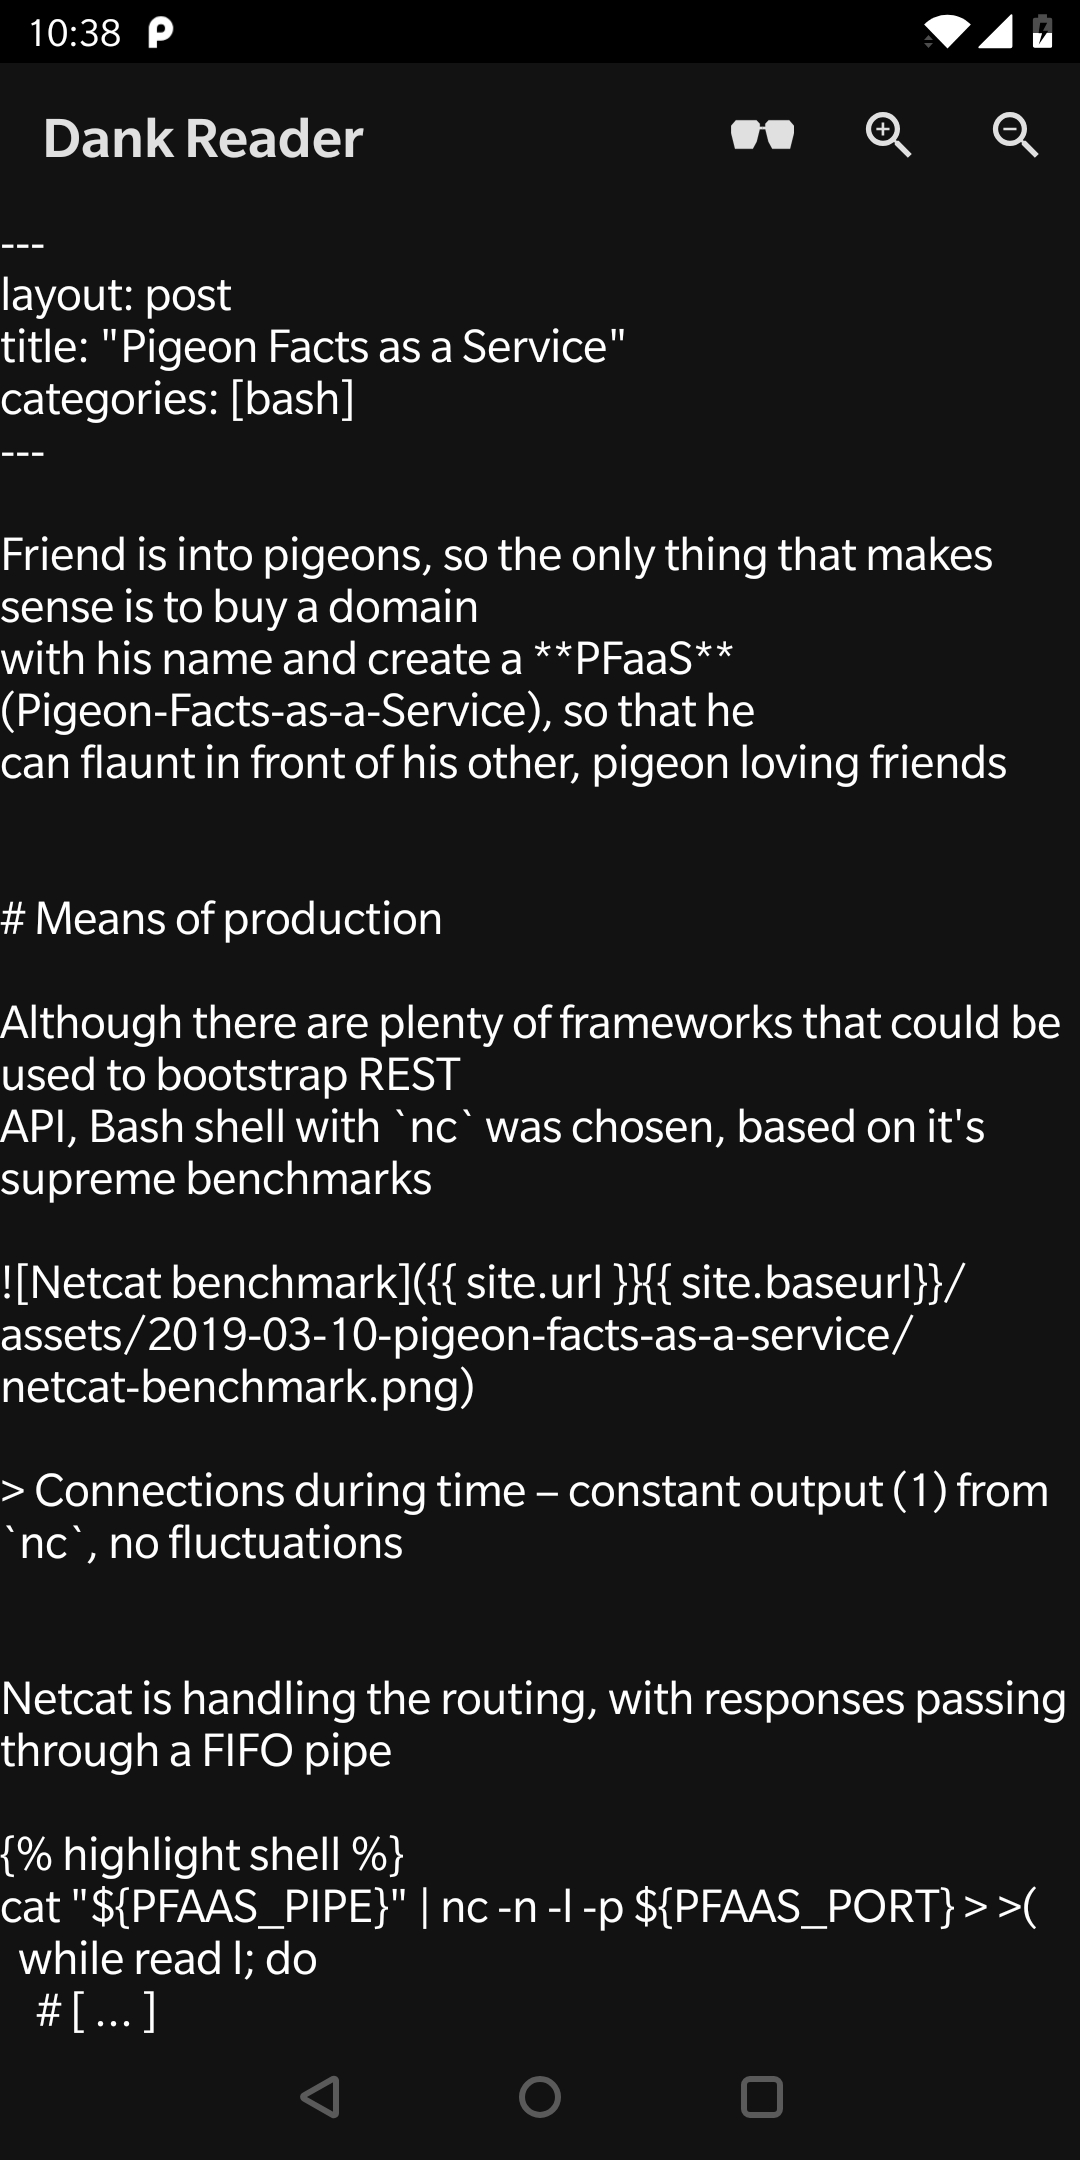 10:38
Dank Reader
---
layout: post
title: "Pigeon Facts as a Service"
categories: [bash]
---
Friend is into pigeons, so the only thing that makes
sense is to buy a domain
with his name and create a **PFaaS**
(Pigeon-Facts-as-a-Service), so that he
can flaunt in front of his other, pigeon loving friends
# Means of production
Although there are plenty of frameworks that could be
used to bootstrap REST
API, Bash shell with `nc` was chosen, based on it's
supreme benchmarks
![Netcat benchmark]({{ site.url }}{{ site.baseurl}}/
assets/2019-03-10-pigeon-facts-as-a-service/
netcat-benchmark.png)
> Connections during time – constant output (1) from
`nc`, no fluctuations
Netcat is handling the routing, with responses passing
through a FIFO pipe
{% highlight shell %}
cat "${PFAAS_PIPE}" | nc -n -l -p ${PFAAS_PORT} > >(
  while read l; do
    # [ ... ]